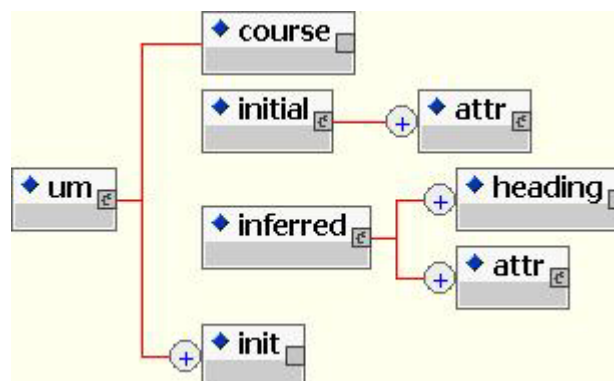 course
initial
attr
um
heading
inferred
attr
init